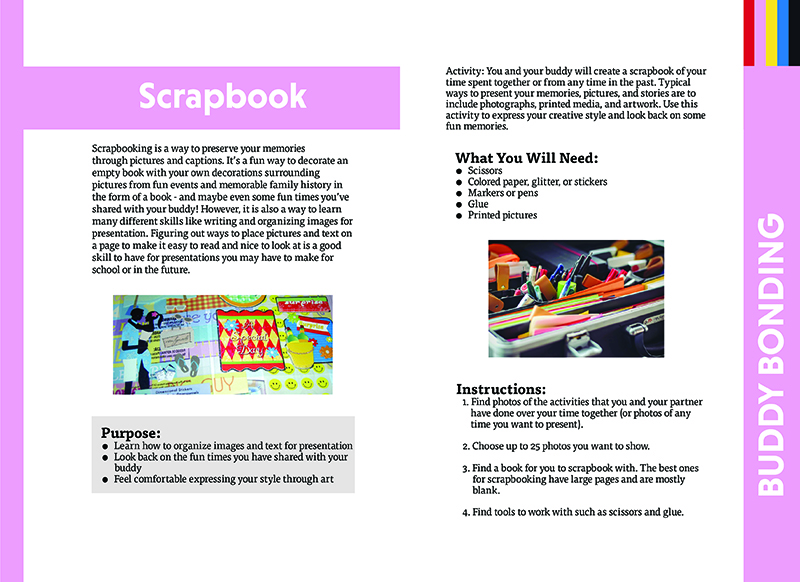 Scrapbook
Scrapbooking is a way to preserve your memories
through pictures and captions. It's a fun way to decorate an
empty book with your own decorations surrounding
pictures from fun events and memorable family history in
the form of a book - and maybe even some fun times you've
shared with your buddy! However, it is also a way to learn
many different skills like writing and organizing images for
presentation. Figuring out ways to place pictures and text on
a page to make it easy to read and nice to look at is a good
skill to have for presentations you may have to make for
school or in the future.
surprise
A
Special
Day
GUY
Purpose:
● Learn how to organize images and text for presentation
● Look back on the fun times you have shared with your
buddy
● Feel comfortable expressing your style through art
Activity: You and your buddy will create a scrapbook of your
time spent together or from any time in the past. Typical
ways to present your memories, pictures, and stories are to
include photographs, printed media, and artwork. Use this
activity to express your creative style and look back on some
fun memories.
What You Will Need:
● Scissors
● Colored paper, glitter, or stickers
● Markers or pens
● Glue
● Printed pictures
Instructions:
1. Find photos of the activities that you and your partner
have done over your time together (or photos of any
time you want to present).
2. Choose up to 25 photos you want to show.
3. Find a book for you to scrapbook with. The best ones
for scrapbooking have large pages and are mostly
blank.
4. Find tools to work with such as scissors and glue.
BUDDY BONDING